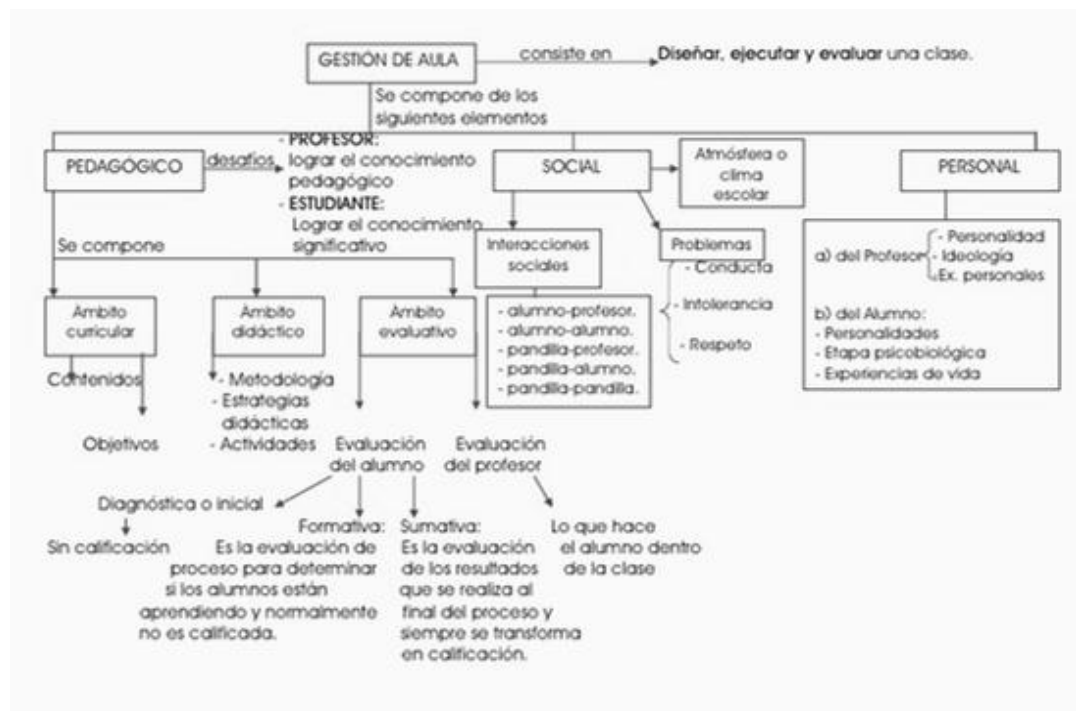 GESTIÓN DE AULA
consiste en
Diseñar, ejecutar y evaluar una clase.
Se compone de los
siguientes elementos
PEDAGÓGICO
desafíos
- PROFESOR:
lograr el conocimiento
pedagógico
- ESTUDIANTE:
Lograr el conocimiento
significativo
SOCIAL
Atmósfera o
clima
escolar
PERSONAL
Se compone
Interacciones
sociales
Problemas
- Conducta
- Intolerancia
- Respeto
a) del Profesor
- Personalidad
- Ideología
-Ex. personales
b) del Alumno:
- Personalidades
- Etapa psicobiológica
- Experiencias de vida
Ambito
curricular
Ambito
didáctico
Ambito
evaluativo
- alumno-profesor.
- alumno-alumno.
- pandilla-profesor.
- pandilla-alumno.
- pandilla-pandilla.
Contenidos
Objetivos
- Metodología
- Estrategias
didácticas
- Actividades
Evaluación
del alumno
Evaluación
del profesor
Diagnóstica o inicial
Sin calificación
Formativa:
Es la evaluación de
proceso para determinar
si los alumnos están
aprendiendo y normalmente
no es calificada.
Sumativa:
Es la evaluación
de los resultados
que se realiza al
final del proceso y
siempre se transforma
en calificación.
Lo que hace
el alumno dentro
de la clase